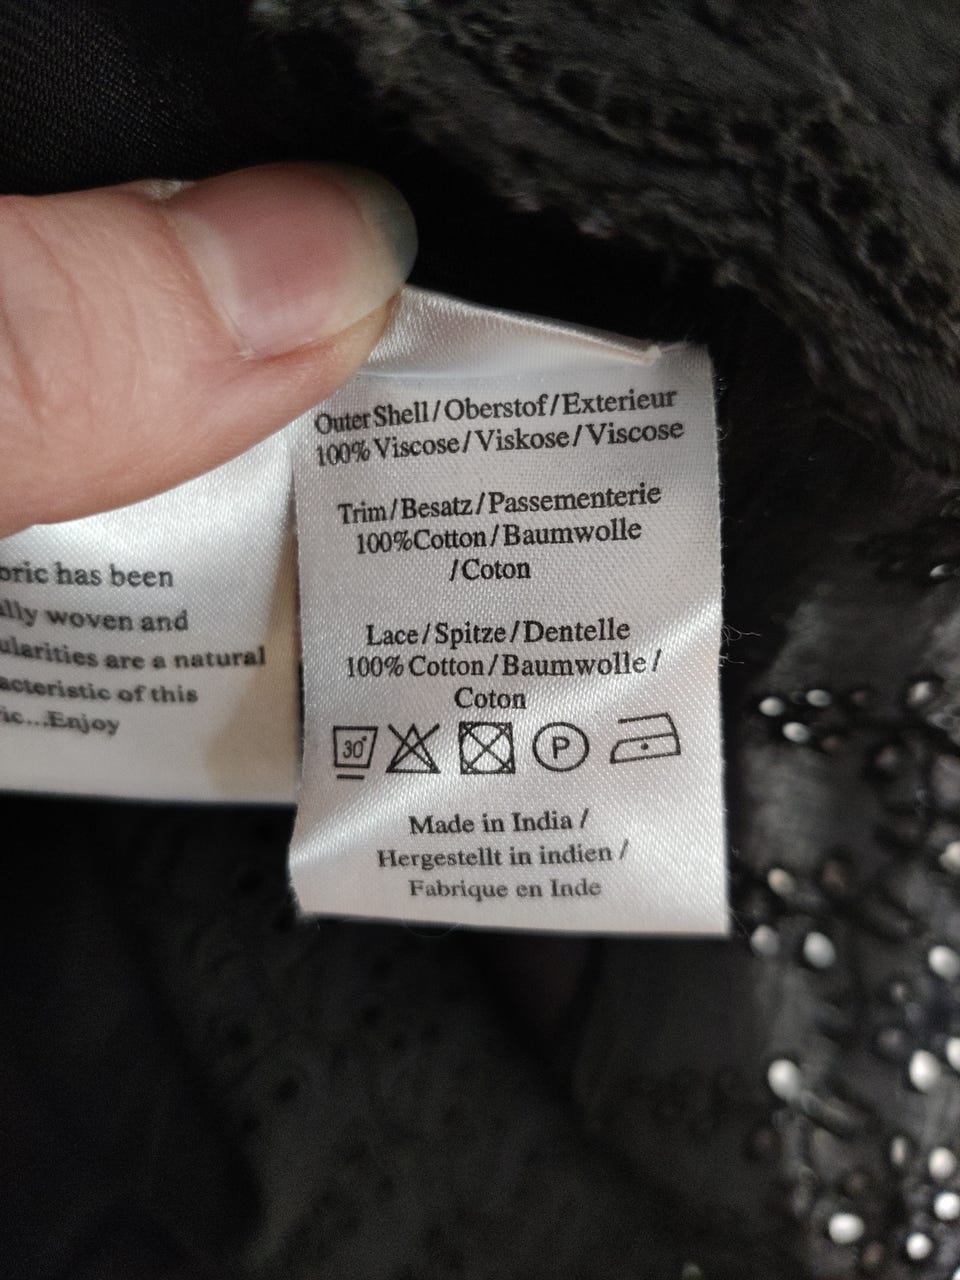 Outer Shell/Oberstof/Exterieur
100% Viscose/Viskose/Viscose
Trim/Besatz/Passementerie
100%Cotton/Baumwolle
/Coton
Lace/Spitze/Dentelle
100% Cotton/Baumwolle/
Coton
30°
P
Made in India /
Hergestellt in indien /
Fabrique en Inde
has been
woven and
are a natural
of this
Enjoy